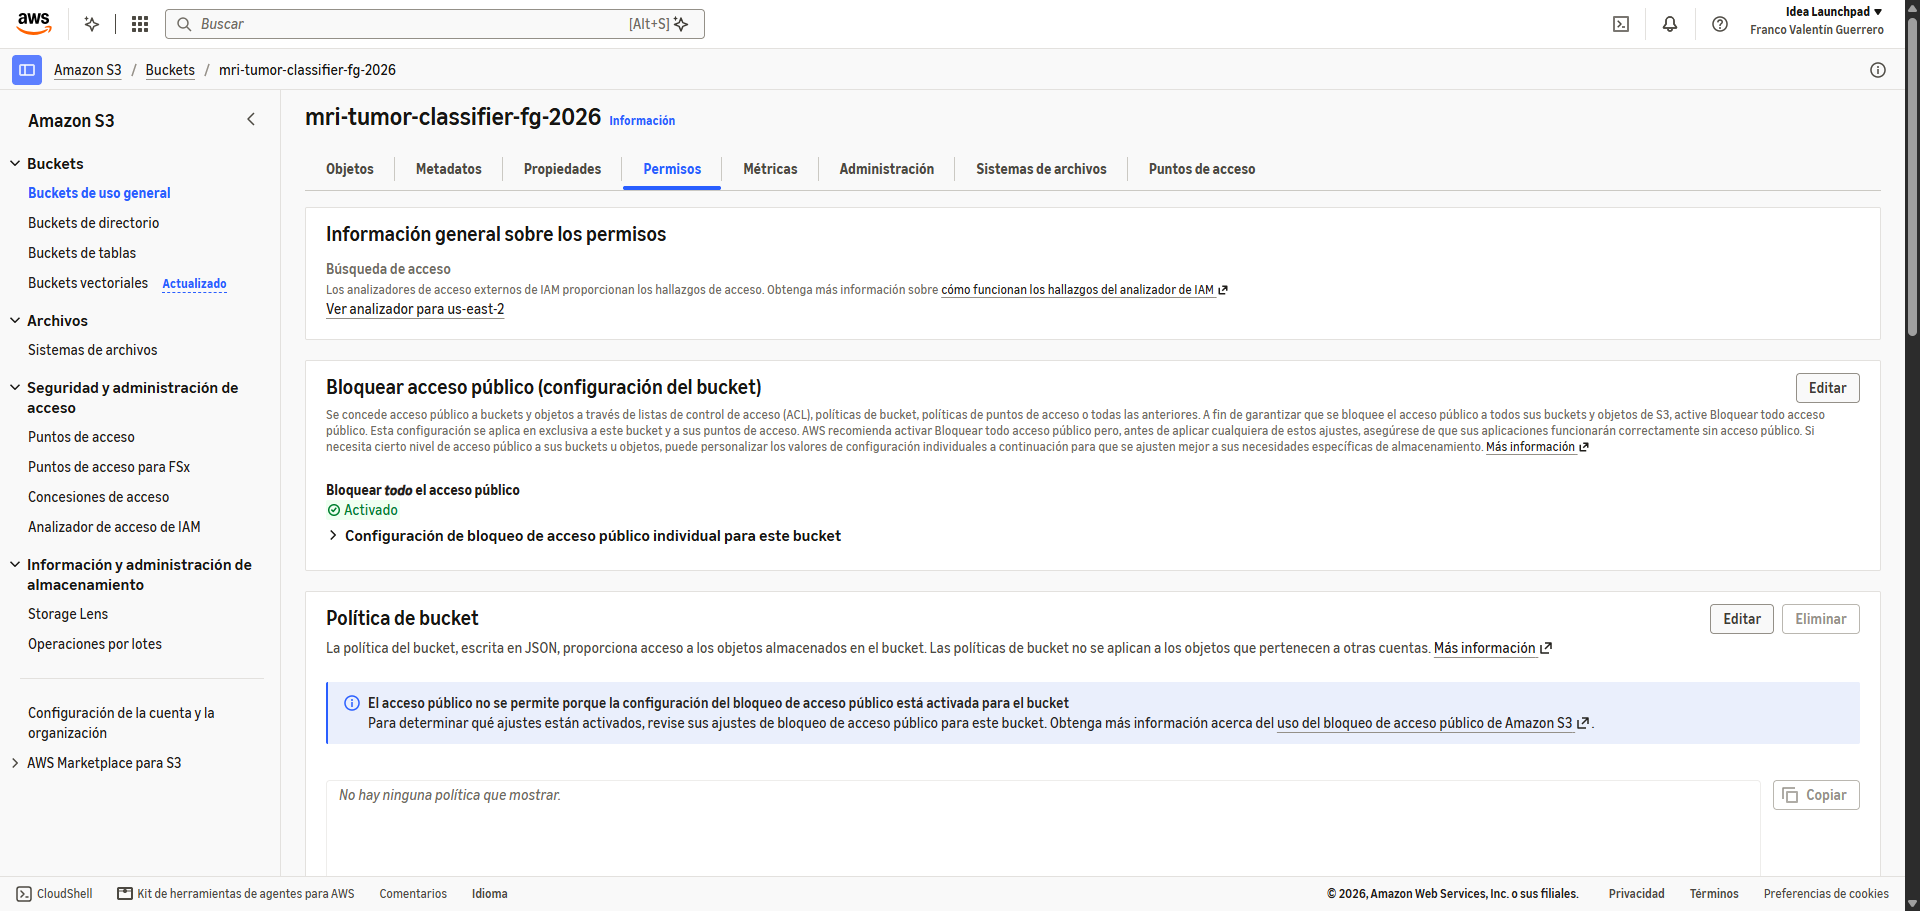 aws
Buscar [Alt+S]
Idea Launchpad
Franco Valentín Guerrero
Amazon S3 / Buckets / mri-tumor-classifier-fg-2026
Amazon S3
Buckets
Buckets de uso general
Buckets de directorio
Buckets de tablas
Buckets vectoriales Actualizado
Archivos
Sistemas de archivos
Seguridad y administración de
acceso
Puntos de acceso
Puntos de acceso para FSx
Concesiones de acceso
Analizador de acceso de IAM
Información y administración de
almacenamiento
Storage Lens
Operaciones por lotes
Configuración de la cuenta y la
organización
AWS Marketplace para S3
mri-tumor-classifier-fg-2026 Información
Objetos Metadatos Propiedades Permisos Métricas Administración Sistemas de archivos Puntos de acceso
Información general sobre los permisos
Búsqueda de acceso
Los analizadores de acceso externos de IAM proporcionan los hallazgos de acceso. Obtenga más información sobre cómo funcionan los hallazgos del analizador de IAM
Ver analizador para us-east-2
Bloquear acceso público (configuración del bucket)
Editar
Se concede acceso público a buckets y objetos a través de listas de control de acceso (ACL), políticas de bucket, políticas de puntos de acceso o todas las anteriores. A fin de garantizar que se bloquee el acceso público a todos sus buckets y objetos de S3, active Bloquear todo acceso
público. Esta configuración se aplica en exclusiva a este bucket y a sus puntos de acceso. AWS recomienda activar Bloquear todo acceso público pero, antes de aplicar cualquiera de estos ajustes, asegúrese de que sus aplicaciones funcionarán correctamente sin acceso público. Si
necesita cierto nivel de acceso público a sus buckets u objetos, puede personalizar los valores de configuración individuales a continuación para que se ajusten mejor a sus necesidades específicas de almacenamiento. Más información
Bloquear todo el acceso público
Activado
Configuración de bloqueo de acceso público individual para este bucket
Política de bucket
Editar Eliminar
La política del bucket, escrita en JSON, proporciona acceso a los objetos almacenados en el bucket. Las políticas de bucket no se aplican a los objetos que pertenecen a otras cuentas. Más información
El acceso público no se permite porque la configuración del bloqueo de acceso público está activada para el bucket
Para determinar qué ajustes están activados, revise sus ajustes de bloqueo de acceso público para este bucket. Obtenga más información acerca del uso del bloqueo de acceso público de Amazon S3 .
No hay ninguna política que mostrar.
Copiar
CloudShell Kit de herramientas de agentes para AWS Comentarios Idioma © 2026, Amazon Web Services, Inc. o sus filiales. Privacidad Términos Preferencias de cookies